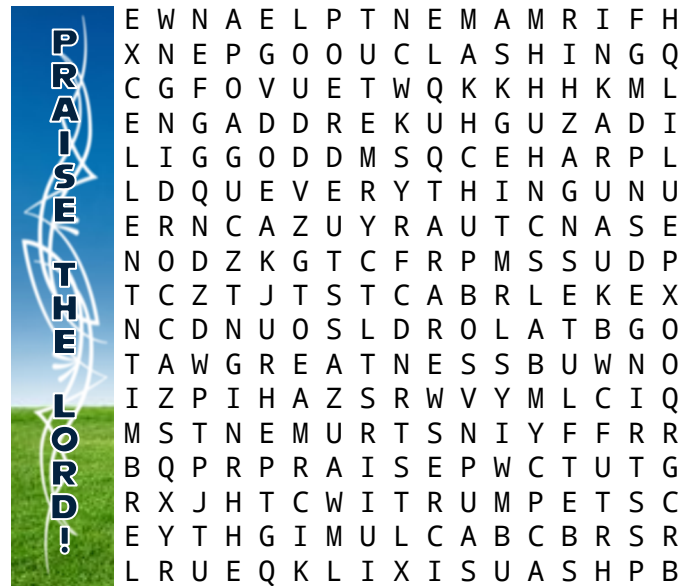 PRAISE THE LORD!
E W N A E L P T N E M A M R I F H
X N E P G O O U C L A S H I N G Q
C G F O V U E T W Q K K H H K M L
E N G A D D R E K U H G U Z A D I
L I G G O D D M S Q C E H A R P L
L D Q U E V E R Y T H I N G U N U
E R N C A Z U Y R A U T C N A S E
N O D Z K G T C F R P M S S U D P
T C Z T J T S T C A B R L E K E X
N C D N U O S L D R O L A T B G O
T A W G R E A T N E S S B U W N O
I Z P I H A Z S R W V Y M L C I Q
M S T N E M U R T S N I Y F F R R
B Q P R P R A I S E P W C T U T G
R X J H T C W I T R U M P E T S C
E Y T H G I M U L C A B C B R S R
L R U E Q K L I X I S U A S H P B